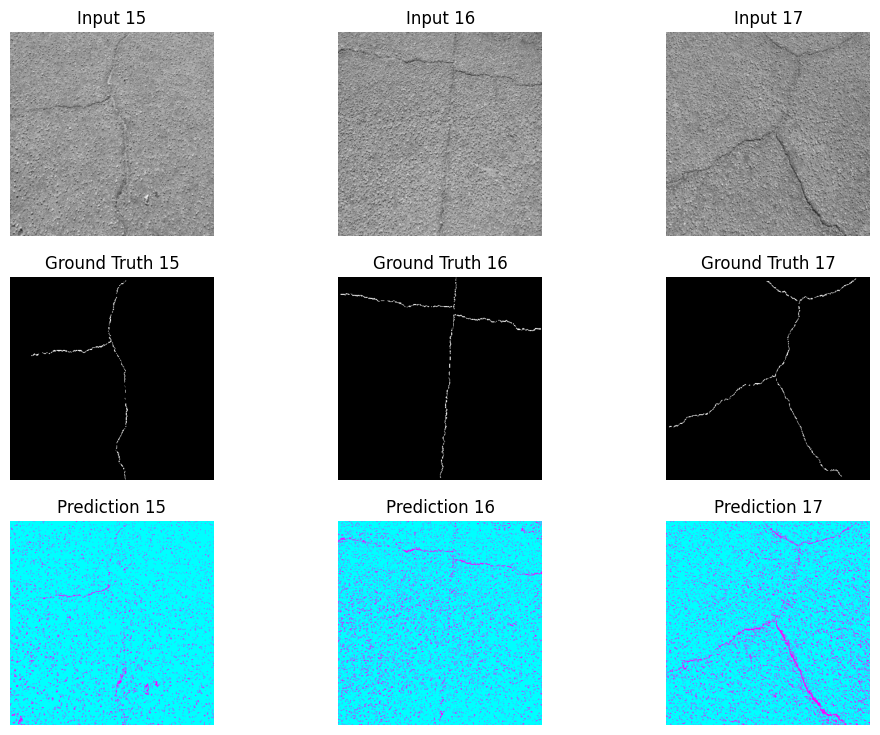 Input 15
Input 16
Input 17
Ground Truth 15
Ground Truth 16
Ground Truth 17
Prediction 15
Prediction 16
Prediction 17